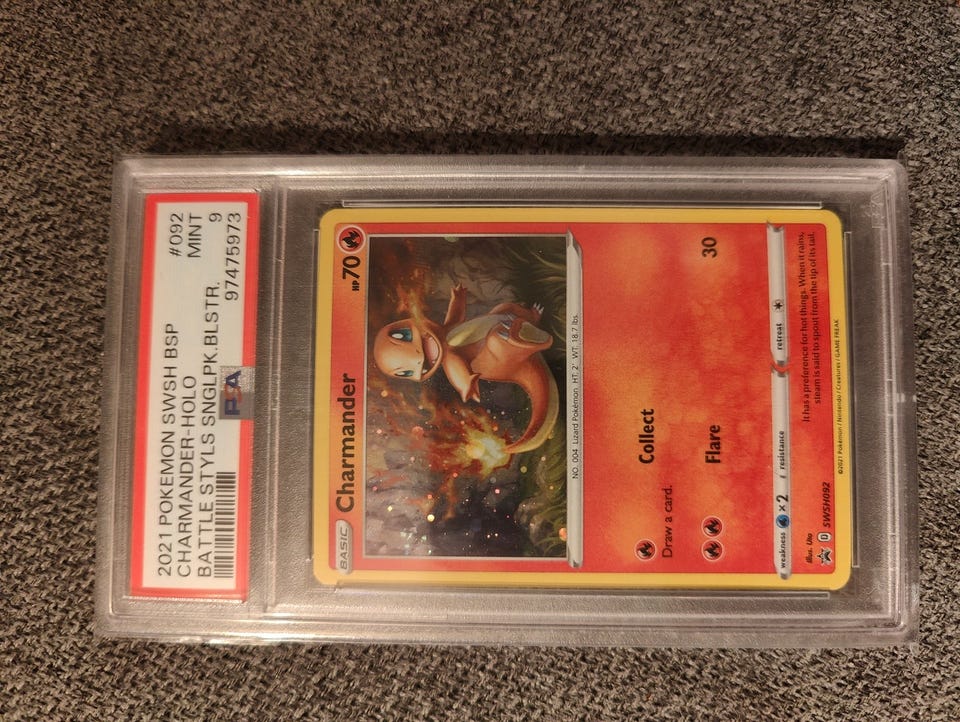 2021 POKEMON SWSH BSP #092
CHARMANDER-HOLO MINT
BATTLE STYLS SNGLPK.BLSTR. 9
PSA 97475973
BASIC Charmander HP 70
NO. 004 Lizard Pokémon HT: 2' WT: 18.7 lbs.
Collect
Draw a card.
Flare 30
weakness ×2 resistance retreat
Illus. Uta
D SWSH092
It has a preference for hot things. When it rains,
steam is said to spout from the tip of its tail.
©2021 Pokémon / Nintendo / Creatures / GAME FREAK